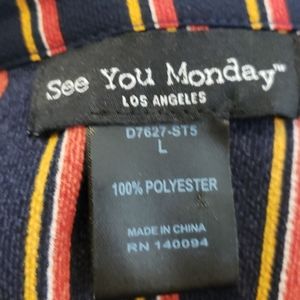 See You Monday™
LOS ANGELES
D7627-ST5
L
100% POLYESTER
MADE IN CHINA
RN 140094